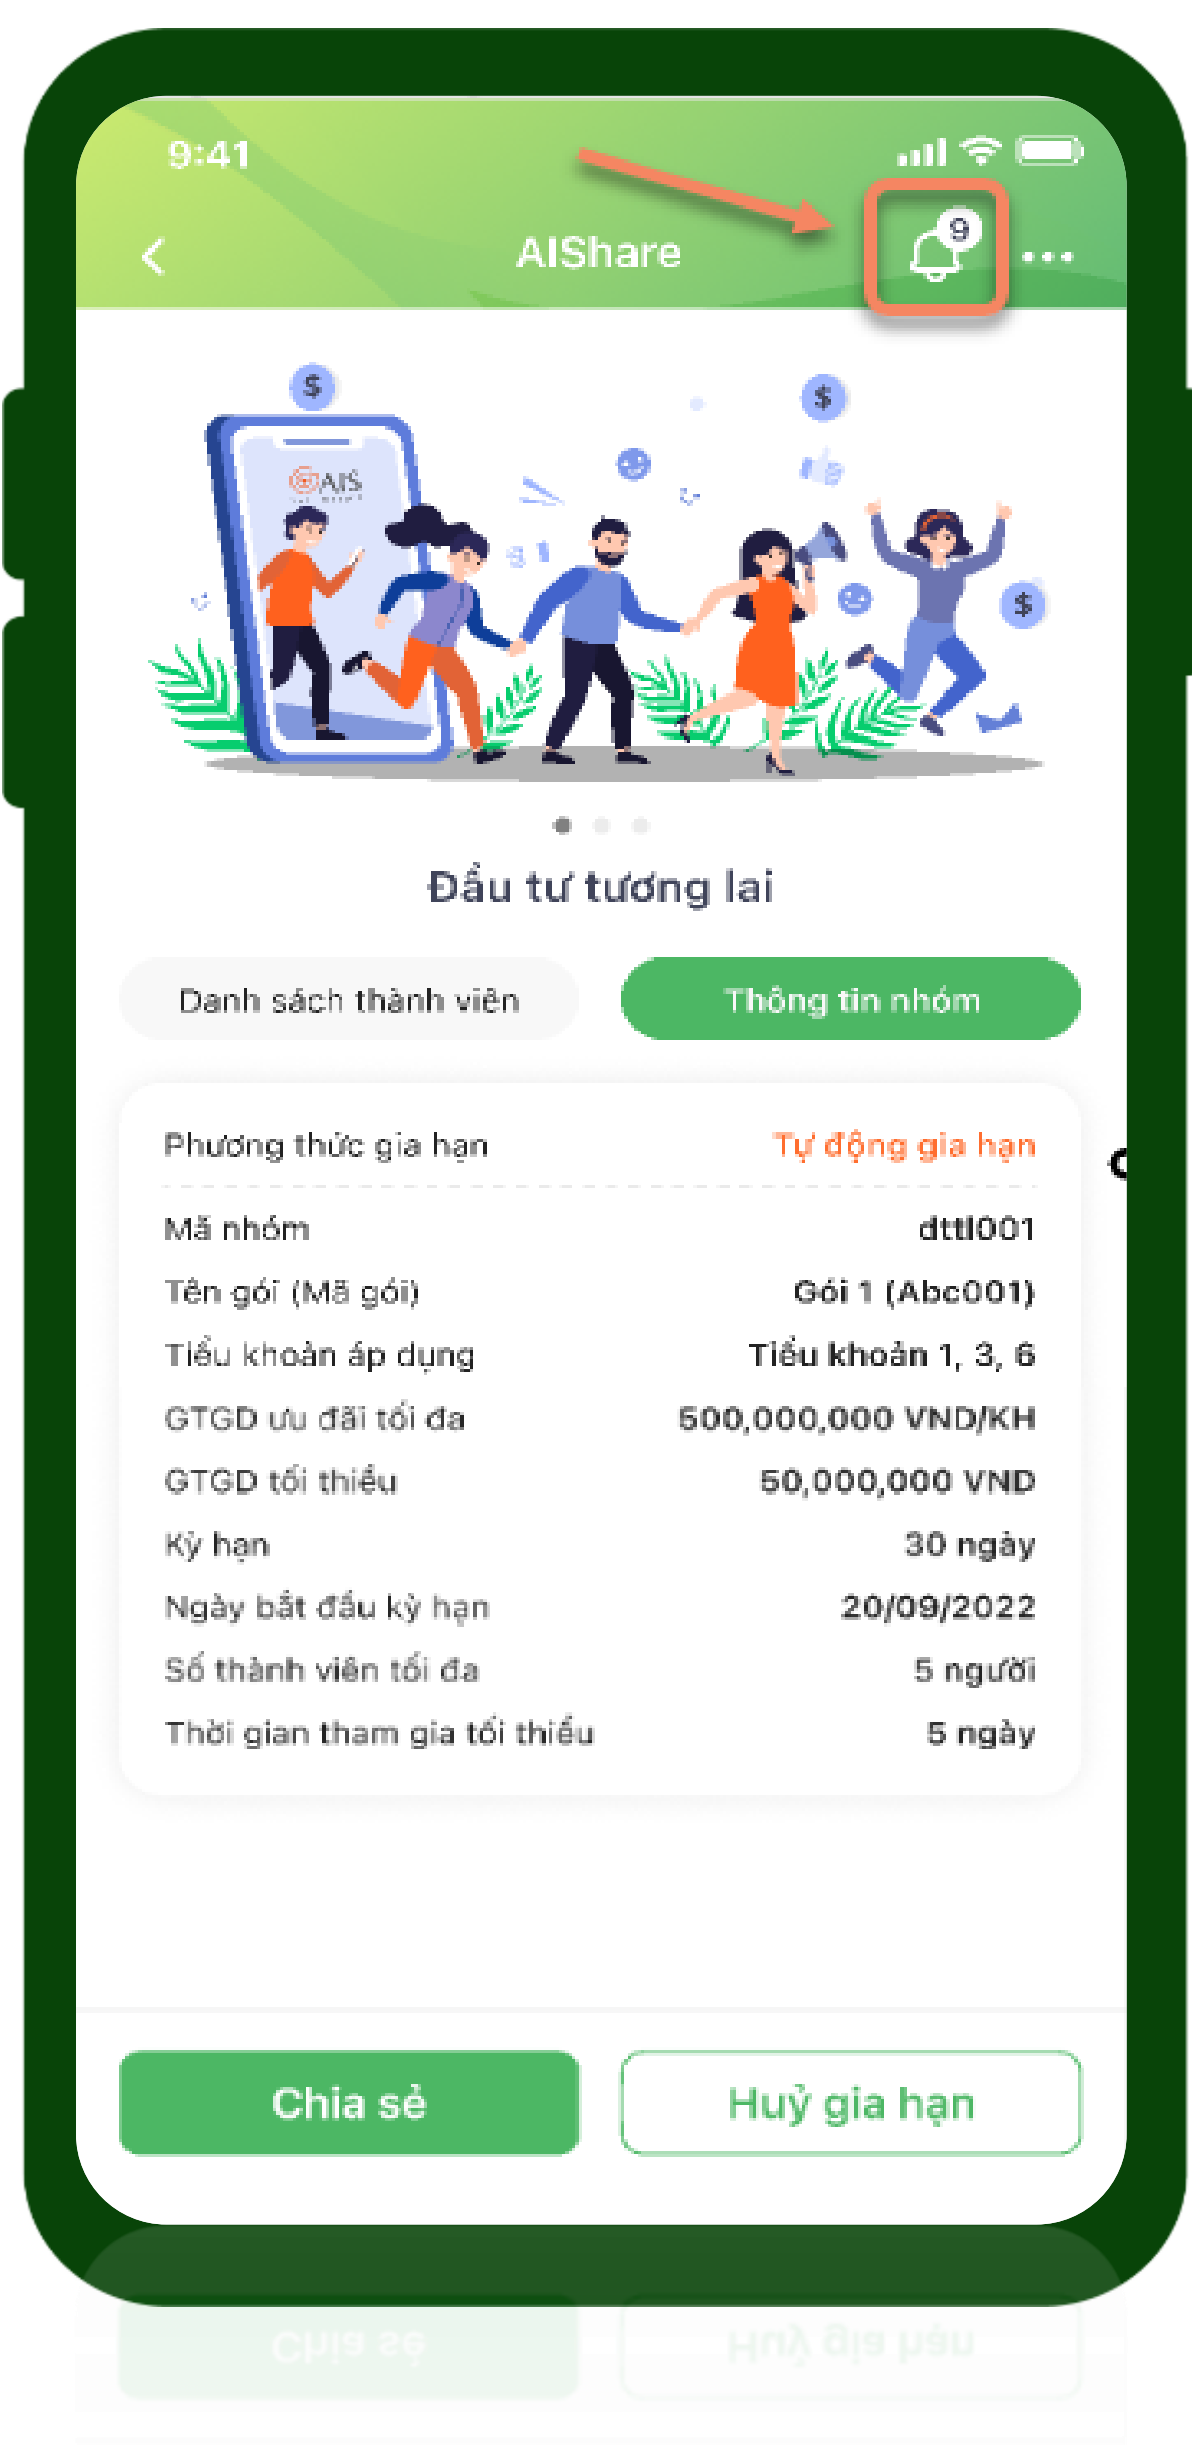 9:41
AIShare
9
$
$
AIS
$
Đầu tư tương lai
Danh sách thành viên
Thông tin nhóm
Phương thức gia hạn Tự động gia hạn
Mã nhóm dttl001
Tên gói (Mã gói) Gói 1 (Abc001)
Tiểu khoản áp dụng Tiểu khoản 1, 3, 6
GTGD ưu đãi tối đa 500,000,000 VND/KH
GTGD tối thiểu 50,000,000 VND
Kỳ hạn 30 ngày
Ngày bắt đầu kỳ hạn 20/09/2022
Số thành viên tối đa 5 người
Thời gian tham gia tối thiểu 5 ngày
Chia sẻ
Huỷ gia hạn